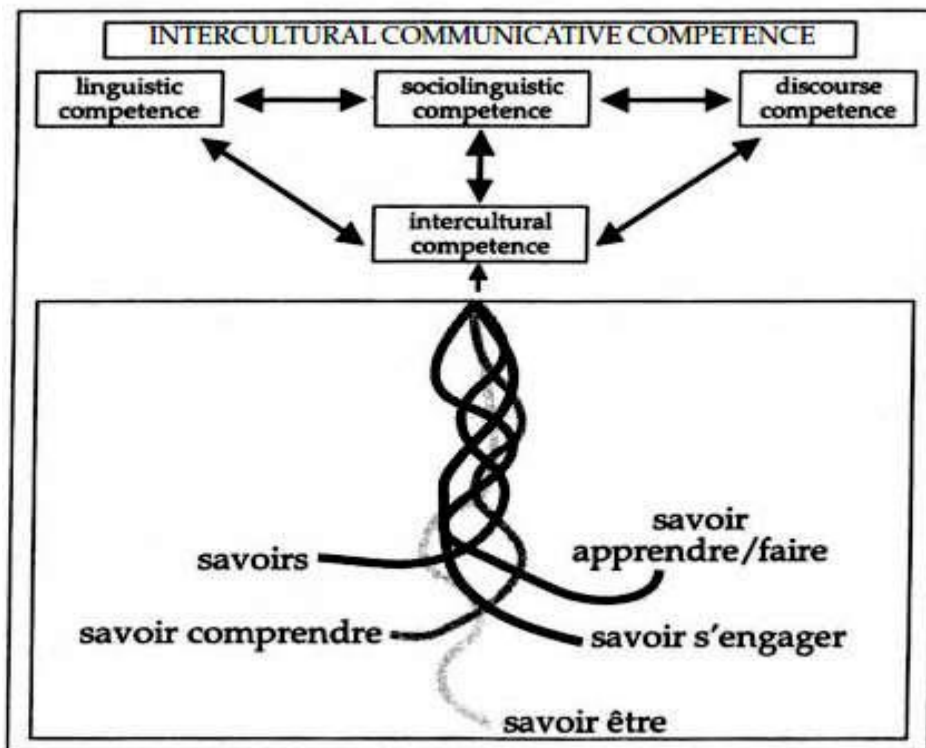 INTERCULTURAL COMMUNICATIVE COMPETENCE
linguistic
competence
sociolinguistic
competence
discourse
competence
intercultural
competence
savoir
apprendre/faire
savoirs
savoir comprendre
savoir s'engager
savoir être